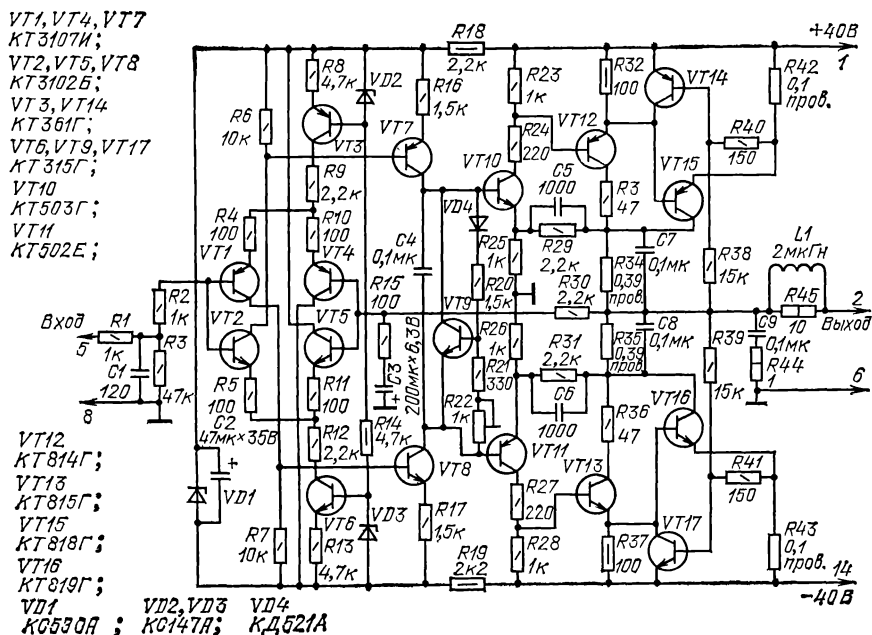 VT1, VT4, VT7
КТ3107И;
VT2, VT5, VT8
КТ3102Б;
VT3, VT14
КТ361Г;
VT6, VT9, VT17
КТ315Г;
VT10
КТ503Г;
VT11
КТ502Е;
R18
2,2к
+40В
1
R8
4,7к
VD2
R16
1,5к
R23
1к
R32
100
VT14
R42
0,1
пров.
R6
10к
VT3
VT7
R24
220
VT12
R40
150
R9
2,2к
VT10
C5
1000
R3
47
VT15
R4
100
R10
100
VD4
VT1
VT4
C4
0,1мк
R25
1к
R29
2,2к
R34
0,39
пров.
C7
0,1мк
R38
15к
L1
2мкГн
R15
100
R20
1,5к
R30
2,2к
R2
1к
R45
10
2
Выход
Вход
5
R1
1к
VT2
VT5
VT9
R26
1к
R31
2,2к
R35
0,39
пров.
C8
0,1мк
R39
15к
C9
0,1мк
R3
47к
C1
120
C3
+
200мк×6,3В
R21
330
R44
1
6
8
R5
100
R11
100
R22
1к
C6
1000
R36
47
VT16
C2
47мк×35В
R12
2,2к
R14
4,7к
VT8
VT11
VT13
R41
150
VT12
КТ814Г;
VT13
КТ815Г;
VT15
КТ818Г;
VT16
КТ819Г;
+
VD1
R27
220
VT17
R7
10к
VT6
R13
4,7к
VD3
R17
1,5к
R19
2к2
R28
1к
R37
100
R43
0,1
пров.
14
-40В
VD1
КС530А;
VD2, VD3
КС147А;
VD4
КД521А